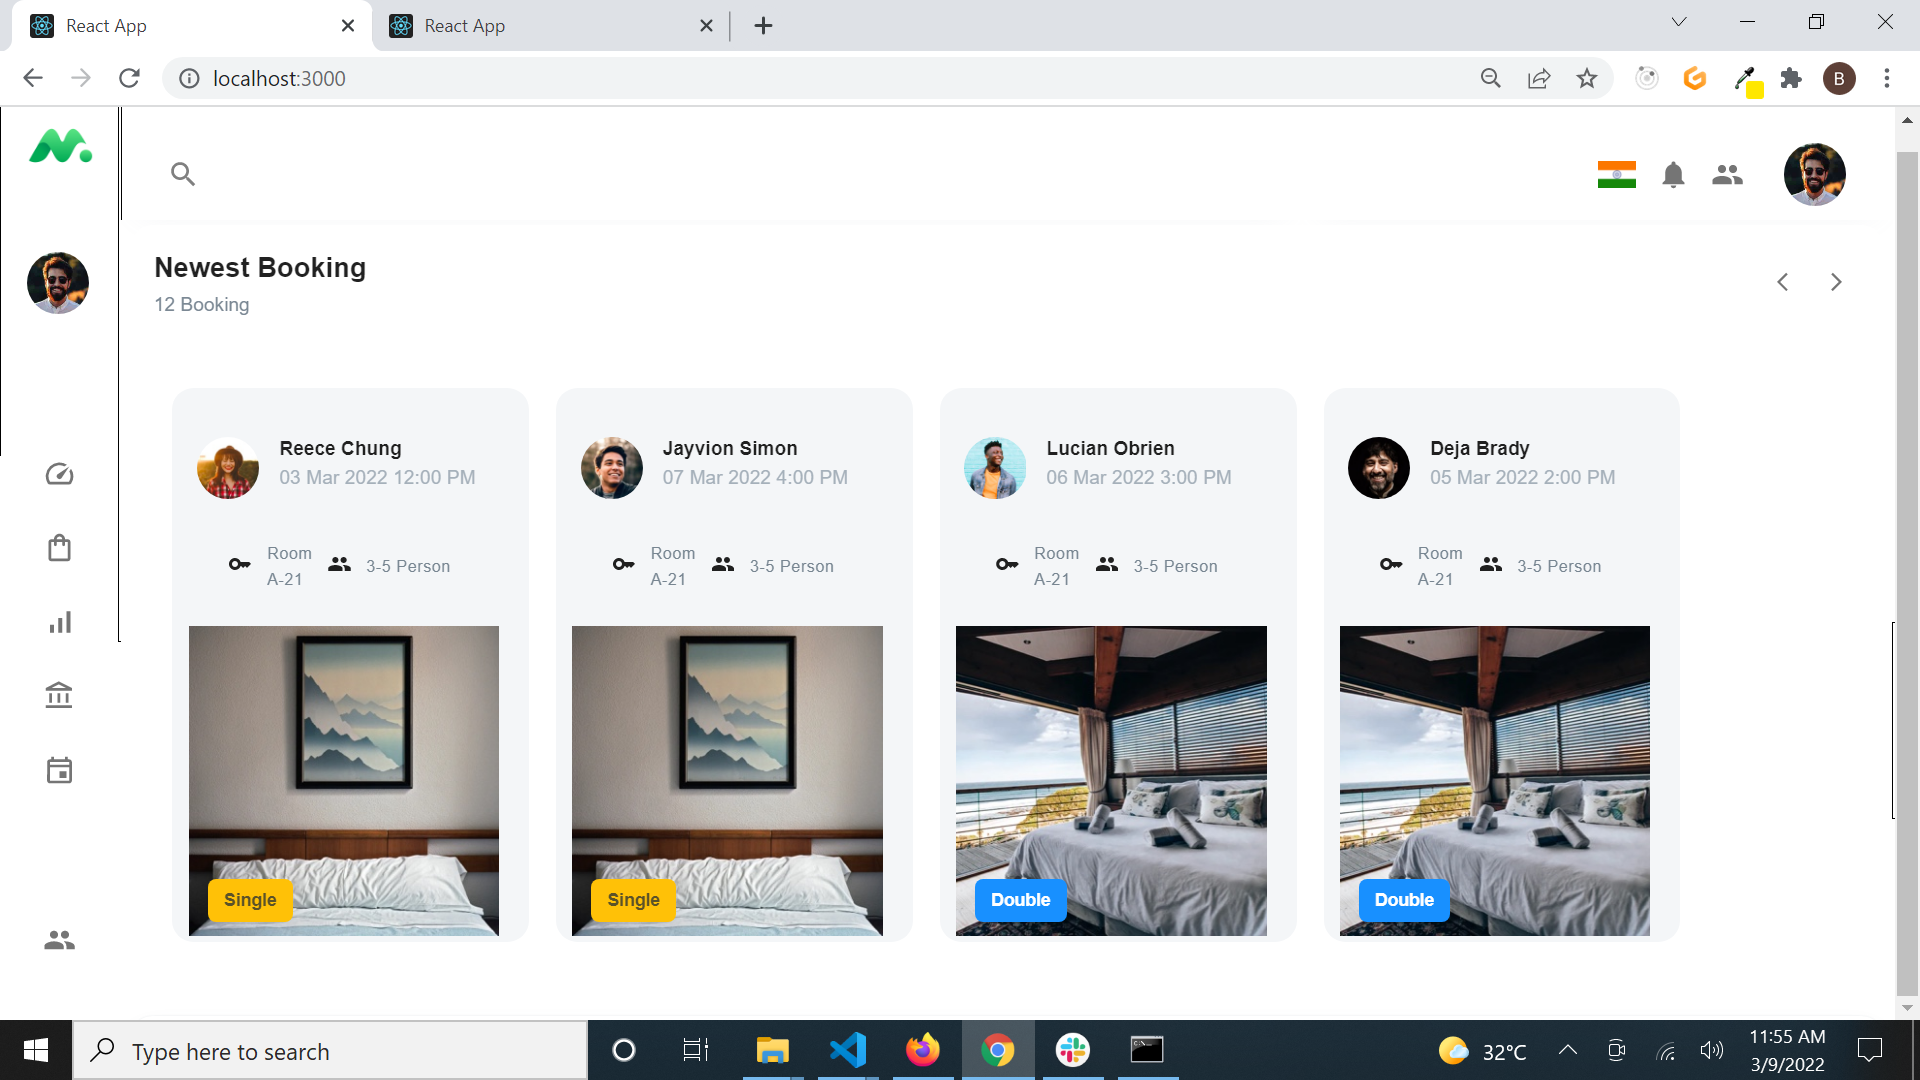 React App
React App
localhost:3000
B
Newest Booking
12 Booking
Reece Chung
03 Mar 2022 12:00 PM
Room
A-21
3-5 Person
Single
Jayvion Simon
07 Mar 2022 4:00 PM
Room
A-21
3-5 Person
Single
Lucian Obrien
06 Mar 2022 3:00 PM
Room
A-21
3-5 Person
Double
Deja Brady
05 Mar 2022 2:00 PM
Room
A-21
3-5 Person
Double
Type here to search
32°C
11:55 AM
3/9/2022